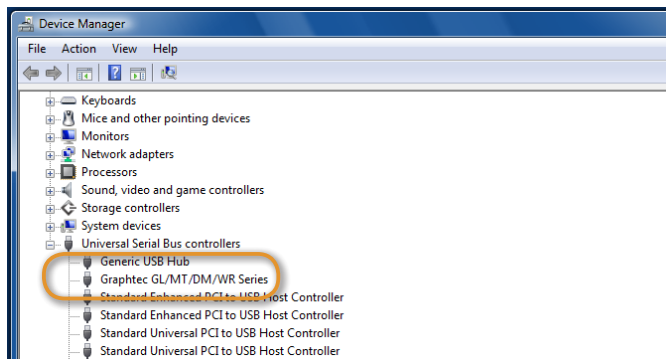 Device Manager
File Action View Help
Keyboards
Mice and other pointing devices
Monitors
Network adapters
Processors
Sound, video and game controllers
Storage controllers
System devices
Universal Serial Bus controllers
Generic USB Hub
Graphtec GL/MT/DM/WR Series
Standard Enhanced PCI to USB Host Controller
Standard Enhanced PCI to USB Host Controller
Standard Universal PCI to USB Host Controller
Standard Universal PCI to USB Host Controller